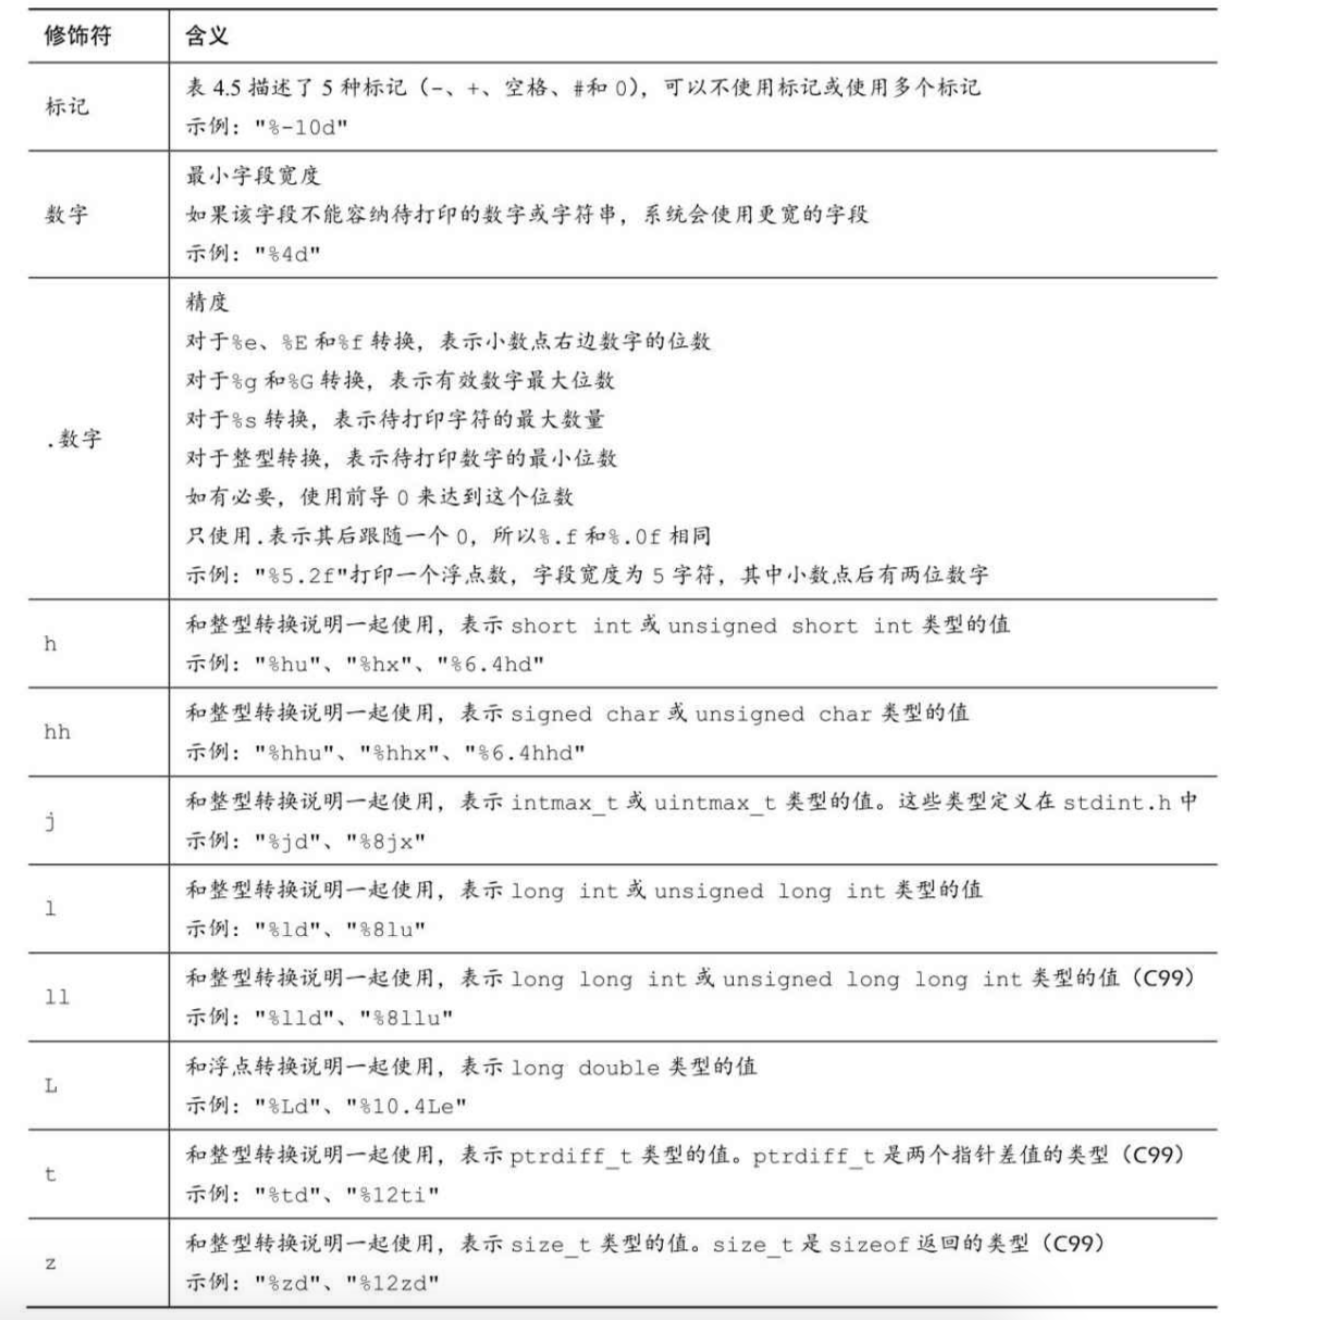 修饰符 含义
标记
表 4.5 描述了 5 种标记（-、+、空格、#和 0），可以不使用标记或使用多个标记
示例："%-10d"
数字
最小字段宽度
如果该字段不能容纳待打印的数字或字符串，系统会使用更宽的字段
示例："%4d"
.数字
精度
对于%e、%E 和%f 转换，表示小数点右边数字的位数
对于%g 和%G 转换，表示有效数字最大位数
对于%s 转换，表示待打印字符的最大数量
对于整型转换，表示待打印数字的最小位数
如有必要，使用前导 0 来达到这个位数
只使用.表示其后跟随一个 0，所以%.f 和%.0f 相同
示例："%5.2f"打印一个浮点数，字段宽度为 5 字符，其中小数点后有两位数字
h
和整型转换说明一起使用，表示 short int 或 unsigned short int 类型的值
示例："%hu"、"%hx"、"%6.4hd"
hh
和整型转换说明一起使用，表示 signed char 或 unsigned char 类型的值
示例："%hhu"、"%hhx"、"%6.4hhd"
j
和整型转换说明一起使用，表示 intmax_t 或 uintmax_t 类型的值。这些类型定义在 stdint.h 中
示例："%jd"、"%8jx"
l
和整型转换说明一起使用，表示 long int 或 unsigned long int 类型的值
示例："%ld"、"%8lu"
ll
和整型转换说明一起使用，表示 long long int 或 unsigned long long int 类型的值（C99）
示例："%lld"、"%8llu"
L
和浮点转换说明一起使用，表示 long double 类型的值
示例："%Ld"、"%10.4Le"
t
和整型转换说明一起使用，表示 ptrdiff_t 类型的值。ptrdiff_t 是两个指针差值的类型（C99）
示例："%td"、"%12ti"
z
和整型转换说明一起使用，表示 size_t 类型的值。size_t 是 sizeof 返回的类型（C99）
示例："%zd"、"%12zd"